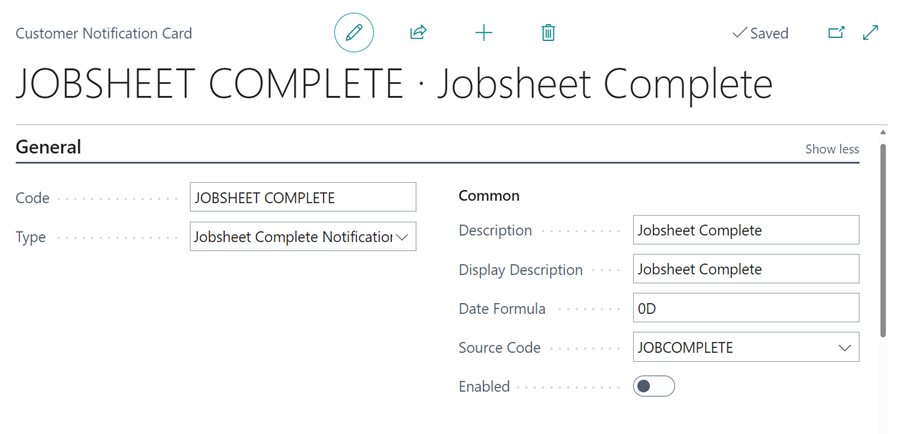 Customer Notification Card
Saved
JOBSHEET COMPLETE · Jobsheet Complete
General
Show less
Code
JOBSHEET COMPLETE
Type
Jobsheet Complete Notification
Common
Description
Jobsheet Complete
Display Description
Jobsheet Complete
Date Formula
0D
Source Code
JOBCOMPLETE
Enabled